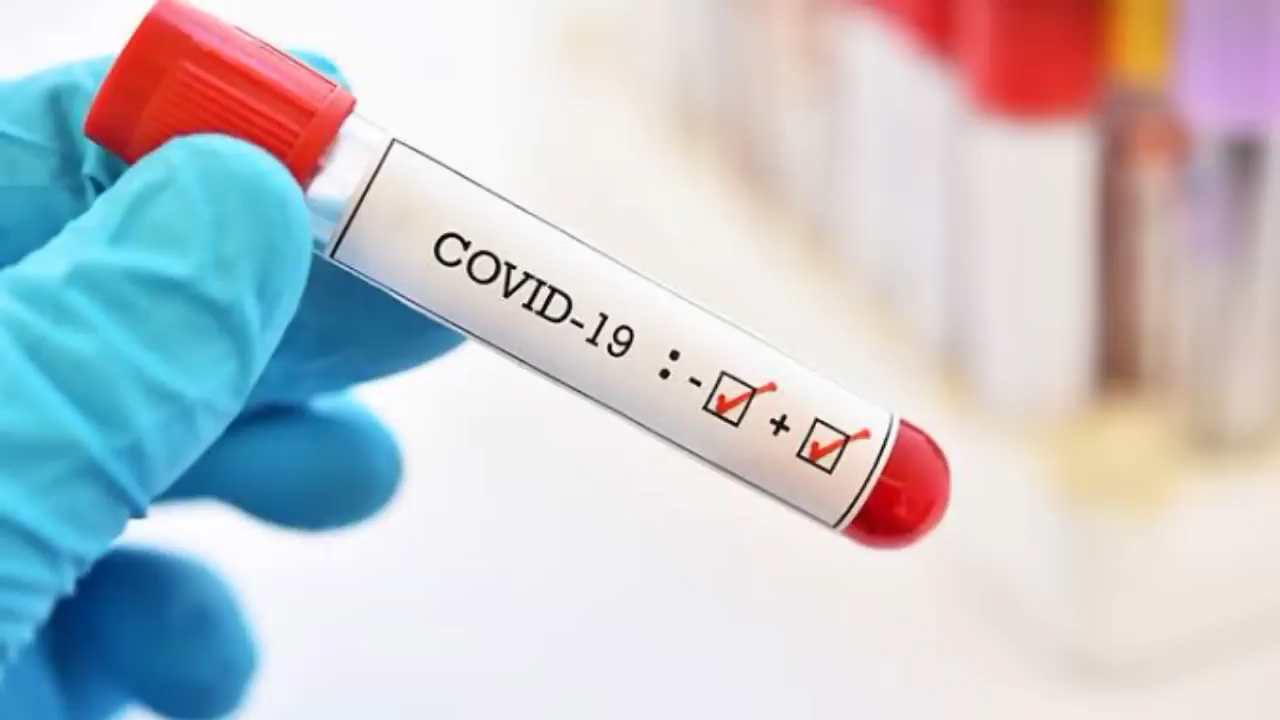 COVID-19 : - ☑ + ☑